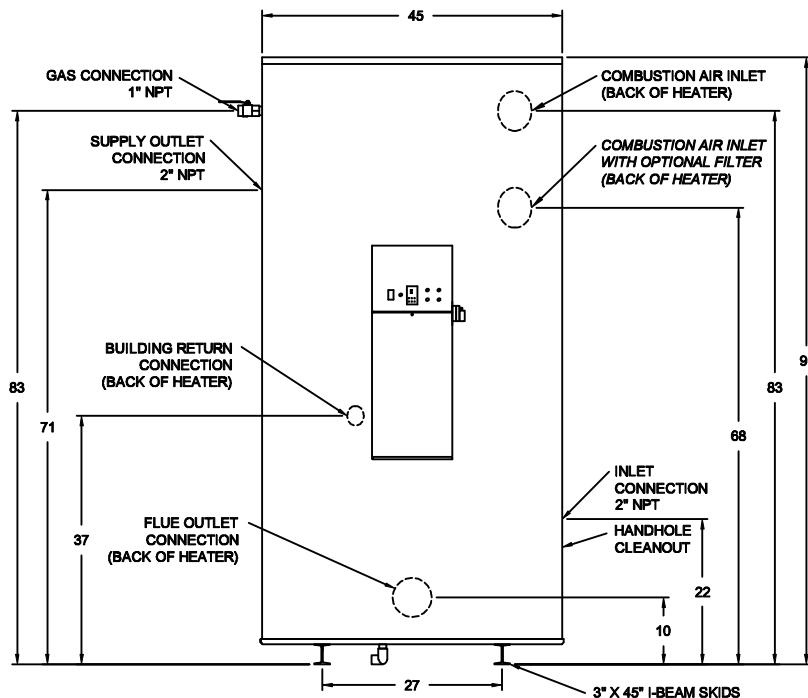 45
GAS CONNECTION
1" NPT
COMBUSTION AIR INLET
(BACK OF HEATER)
SUPPLY OUTLET
CONNECTION
2" NPT
COMBUSTION AIR INLET
WITH OPTIONAL FILTER
(BACK OF HEATER)
BUILDING RETURN
CONNECTION
(BACK OF HEATER)
9
83
83
71
68
INLET
CONNECTION
2" NPT
FLUE OUTLET
CONNECTION
(BACK OF HEATER)
HANDHOLE
CLEANOUT
37
22
10
27
3" X 45" I-BEAM SKIDS